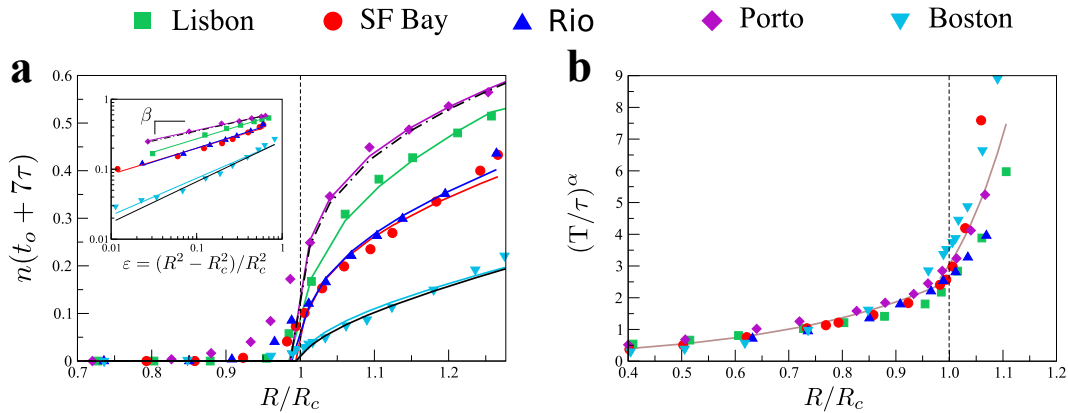 Lisbon SF Bay Rio Porto Boston
a
n(t_o + 7τ)
0.6
0.5
0.4
0.3
0.2
0.1
0
0.7 0.8 0.9 1.0 1.1 1.2
R/R_c
1
0.1
0.01
β
0.01 0.1 1
ε = (R² − R_c²)/R_c²
b
(T/τ)^α
9
8
7
6
5
4
3
2
1
0
0.4 0.5 0.6 0.7 0.8 0.9 1.0 1.1 1.2
R/R_c